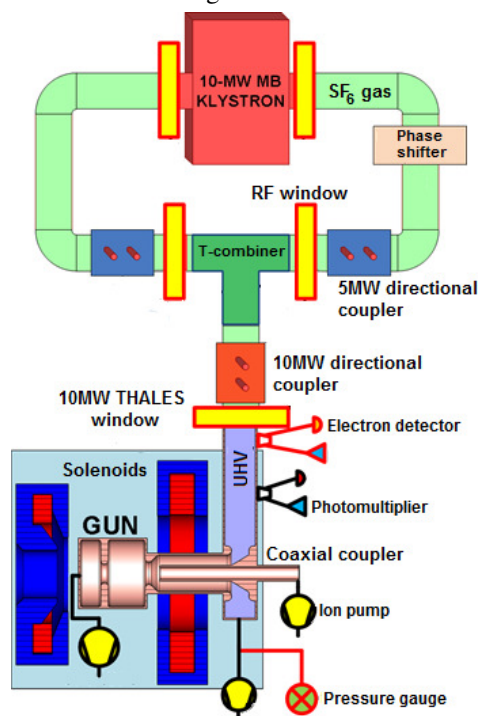 10-MW MB
KLYSTRON
SF6 gas
Phase
shifter
RF window
T-combiner
5MW directional
coupler
10MW directional
coupler
10MW THALES
window
Electron detector
Solenoids
UHV
Photomultiplier
GUN
Coaxial coupler
Ion pump
Pressure gauge